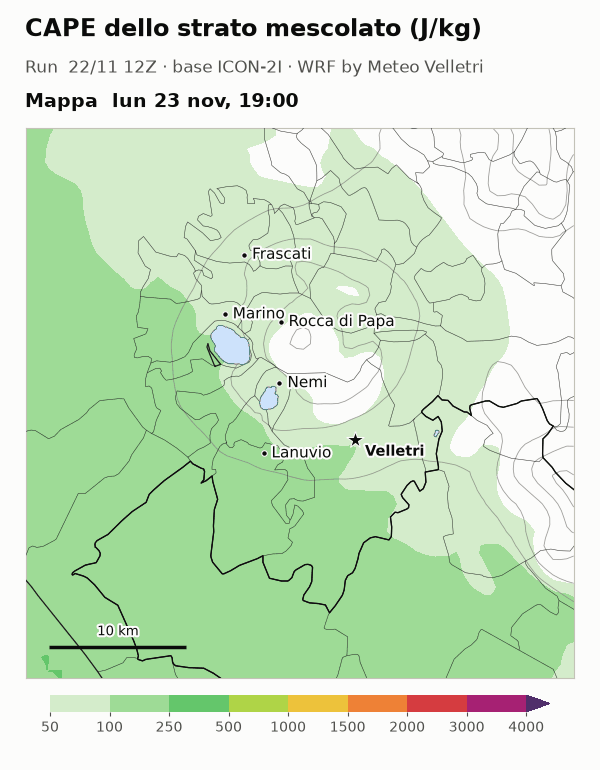 CAPE dello strato mescolato (J/kg)
Run 22/11 12Z · base ICON-2I · WRF by Meteo Velletri
Mappa lun 23 nov, 19:00
Frascati
Marino
Rocca di Papa
Nemi
Velletri
Lanuvio
10 km
50 100 250 500 1000 1500 2000 3000 4000